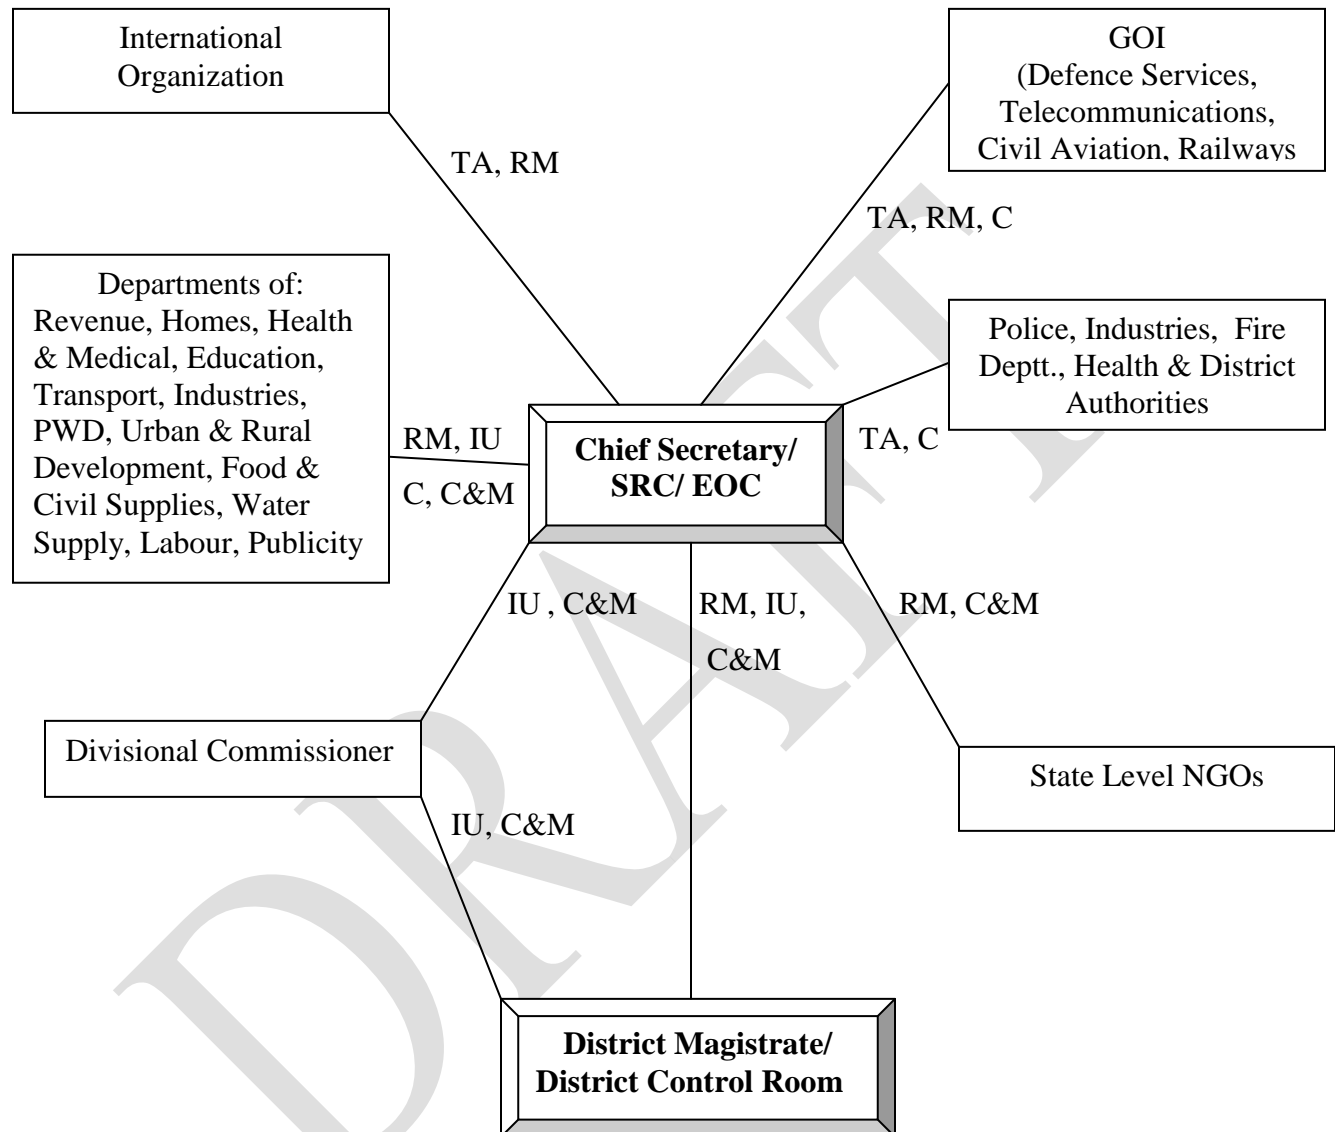 International
Organization
GOI
(Defence Services,
Telecommunications,
Civil Aviation, Railways
TA, RM
TA, RM, C
Departments of:
Revenue, Homes, Health
& Medical, Education,
Transport, Industries,
PWD, Urban & Rural
Development, Food &
Civil Supplies, Water
Supply, Labour, Publicity
Police, Industries,  Fire
Deptt., Health & District
Authorities
RM, IU
C, C&M
Chief Secretary/
SRC/ EOC
TA, C
IU , C&M
RM, IU,
C&M
RM, C&M
Divisional Commissioner
State Level NGOs
IU, C&M
District Magistrate/
District Control Room
DRAFT